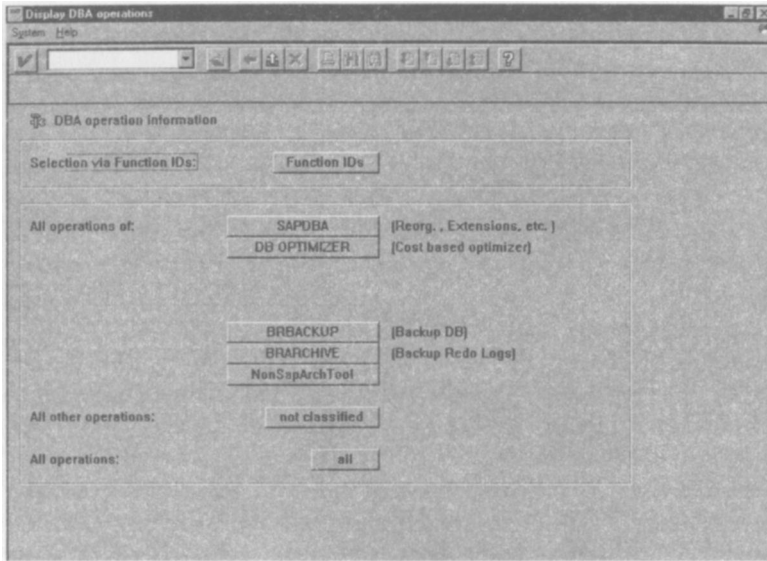 Display DBA operations
System Help
DBA operation information
Selection via Function IDs: Function IDs
All operations of: SAPDBA (Reorg. , Extensions, etc. )
DB OPTIMIZER (Cost based optimizer)
BRBACKUP (Backup DB)
BRARCHIVE (Backup Redo Logs)
NonSapArchTool
All other operations: not classified
All operations: all